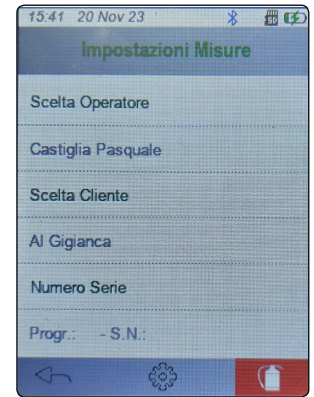 15:41 20 Nov 23
Impostazioni Misure
Scelta Operatore
Castiglia Pasquale
Scelta Cliente
Al Gigianca
Numero Serie
Progr.: - S.N.: